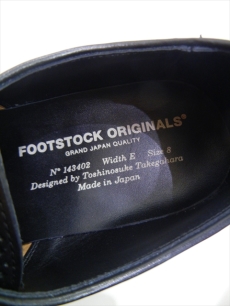 FOOTSTOCK ORIGINALS®
GRAND JAPAN QUALITY
Nº 143402 Width E Size 8
Designed by Toshinosuke Takegahara
Made in Japan